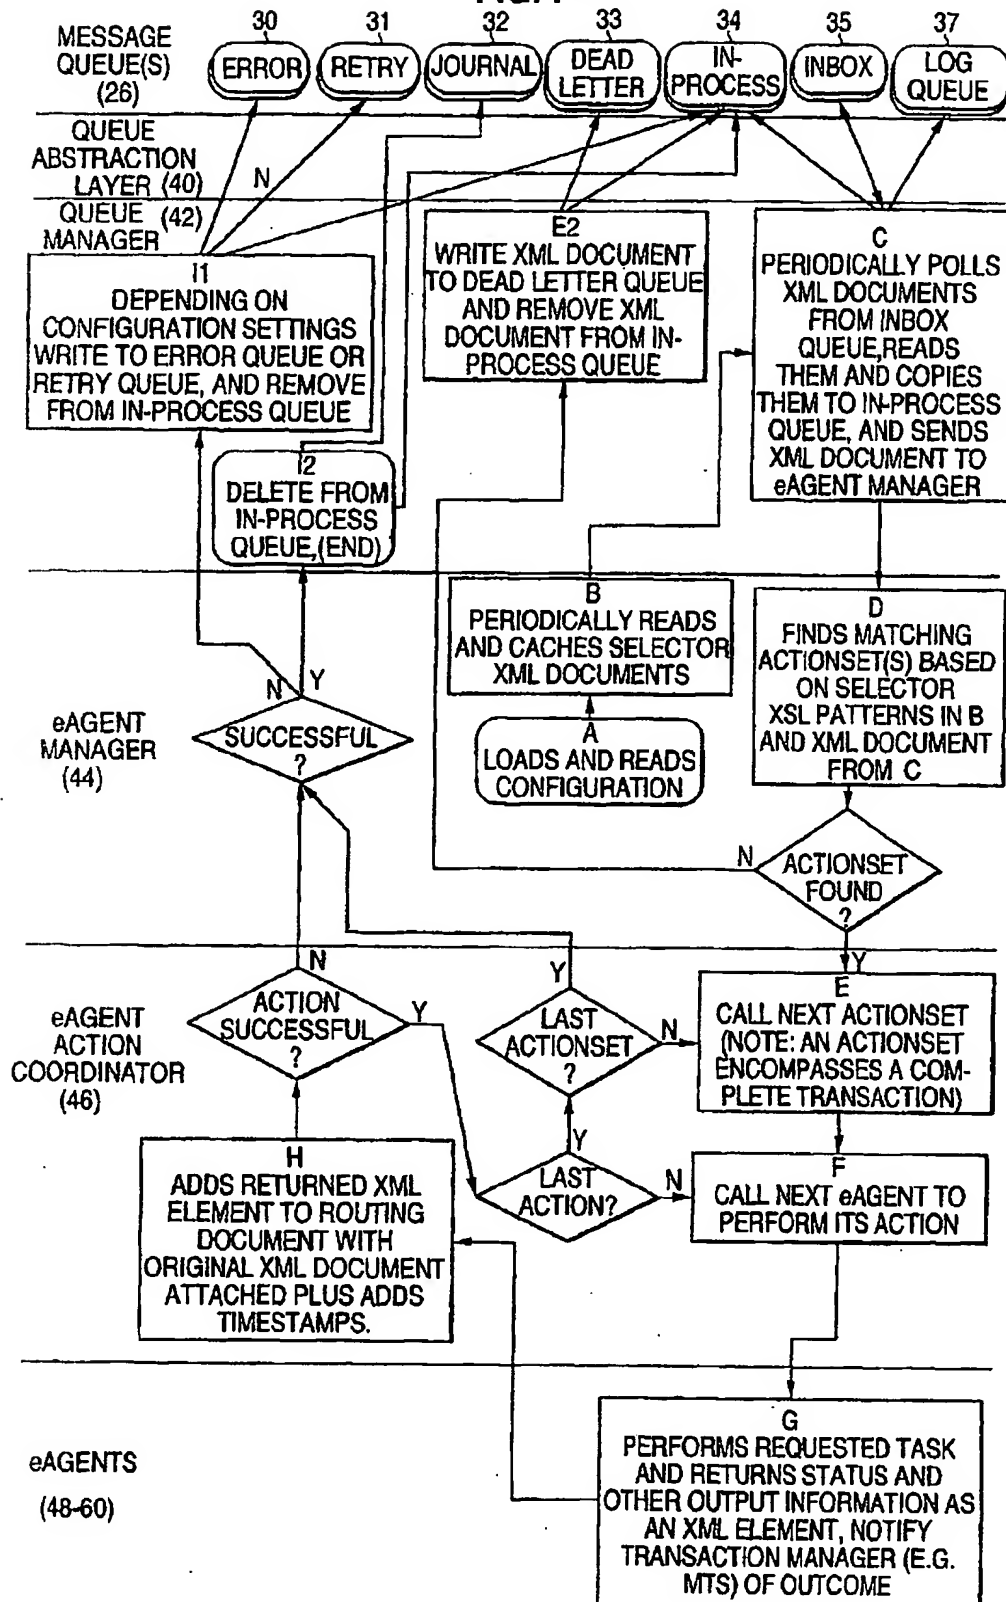 30 31 32 33 34 35 37
MESSAGE
QUEUE(S)
(26)
ERROR
RETRY
JOURNAL
DEAD
LETTER
IN-
PROCESS
INBOX
LOG
QUEUE
QUEUE
ABSTRACTION
LAYER (40)
N
QUEUE (42)
MANAGER
I1
DEPENDING ON
CONFIGURATION SETTINGS
WRITE TO ERROR QUEUE OR
RETRY QUEUE, AND REMOVE
FROM IN-PROCESS QUEUE
E2
WRITE XML DOCUMENT
TO DEAD LETTER QUEUE
AND REMOVE XML
DOCUMENT FROM IN-
PROCESS QUEUE
C
PERIODICALLY POLLS
XML DOCUMENTS
FROM INBOX
QUEUE,READS
THEM AND COPIES
THEM TO IN-PROCESS
QUEUE, AND SENDS
XML DOCUMENT TO
eAGENT MANAGER
I2
DELETE FROM
IN-PROCESS
QUEUE,(END)
B
PERIODICALLY READS
AND CACHES SELECTOR
XML DOCUMENTS
D
FINDS MATCHING
ACTIONSET(S) BASED
ON SELECTOR
XSL PATTERNS IN B
AND XML DOCUMENT
FROM C
N Y
eAGENT
MANAGER
(44)
SUCCESSFUL
?
A
LOADS AND READS
CONFIGURATION
N
ACTIONSET
FOUND
?
Y
N
eAGENT
ACTION
COORDINATOR
(46)
ACTION
SUCCESSFUL
?
Y
Y
LAST
ACTIONSET
?
N
E
CALL NEXT ACTIONSET
(NOTE: AN ACTIONSET
ENCOMPASSES A COM-
PLETE TRANSACTION)
H
ADDS RETURNED XML
ELEMENT TO ROUTING
DOCUMENT WITH
ORIGINAL XML DOCUMENT
ATTACHED PLUS ADDS
TIMESTAMPS.
Y
LAST
ACTION?
N
F
CALL NEXT eAGENT TO
PERFORM ITS ACTION
eAGENTS
(48-60)
G
PERFORMS REQUESTED TASK
AND RETURNS STATUS AND
OTHER OUTPUT INFORMATION AS
AN XML ELEMENT, NOTIFY
TRANSACTION MANAGER (E.G.
MTS) OF OUTCOME